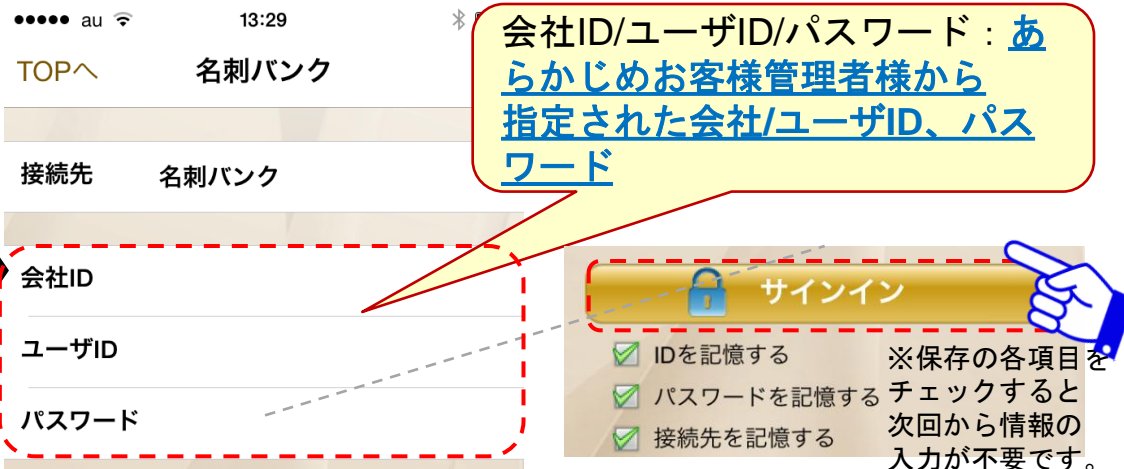 au 13:29
TOPへ 名刺バンク
会社ID/ユーザID/パスワード：あ
らかじめお客様管理者様から
指定された会社/ユーザID、パス
ワード
接続先 名刺バンク
会社ID
ユーザID
パスワード
サインイン
IDを記憶する
パスワードを記憶する
接続先を記憶する
※保存の各項目を
チェックすると
次回から情報の
入力が不要です。